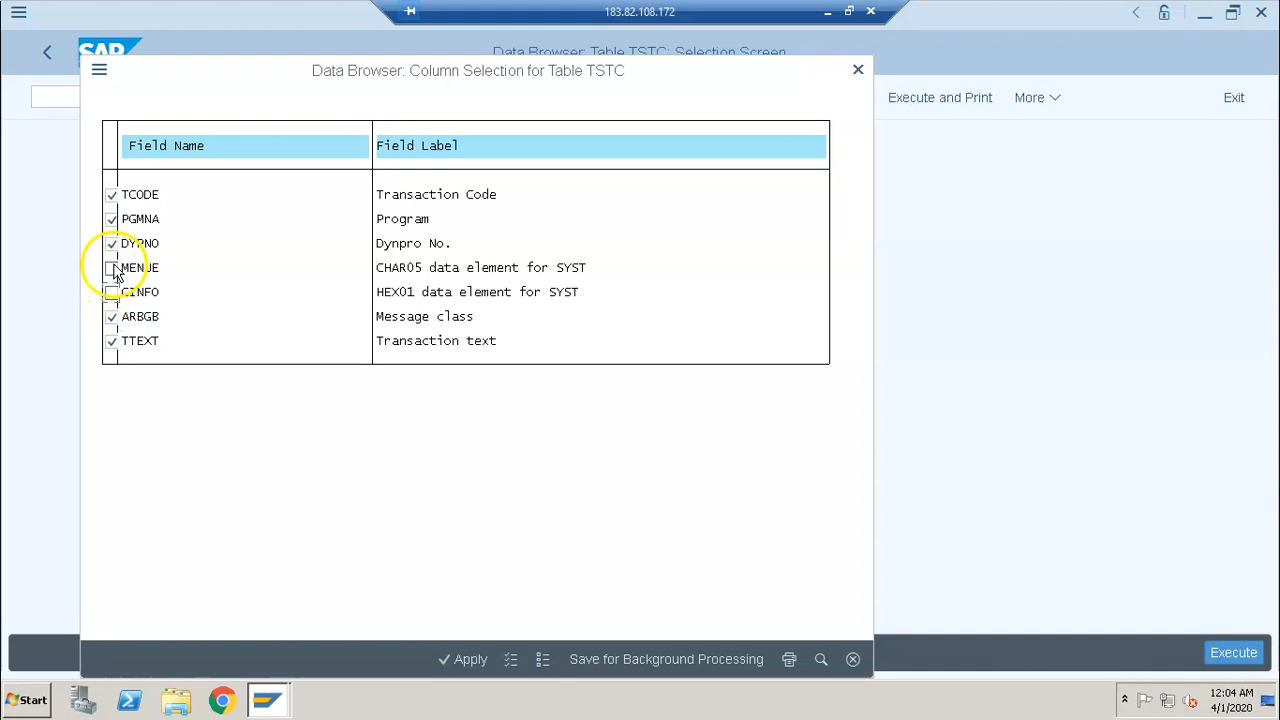 183.82.108.172
SAP
Data Browser: Table TSTC: Selection Screen
Data Browser: Column Selection for Table TSTC
Execute and Print
More
Exit
Field Name Field Label
TCODE Transaction Code
PGMNA Program
DYPNO Dynpro No.
MENUE CHAR05 data element for SYST
CINFO HEX01 data element for SYST
ARBGB Message class
TTEXT Transaction text
Apply
Save for Background Processing
Execute
Start
12:04 AM
4/1/2020